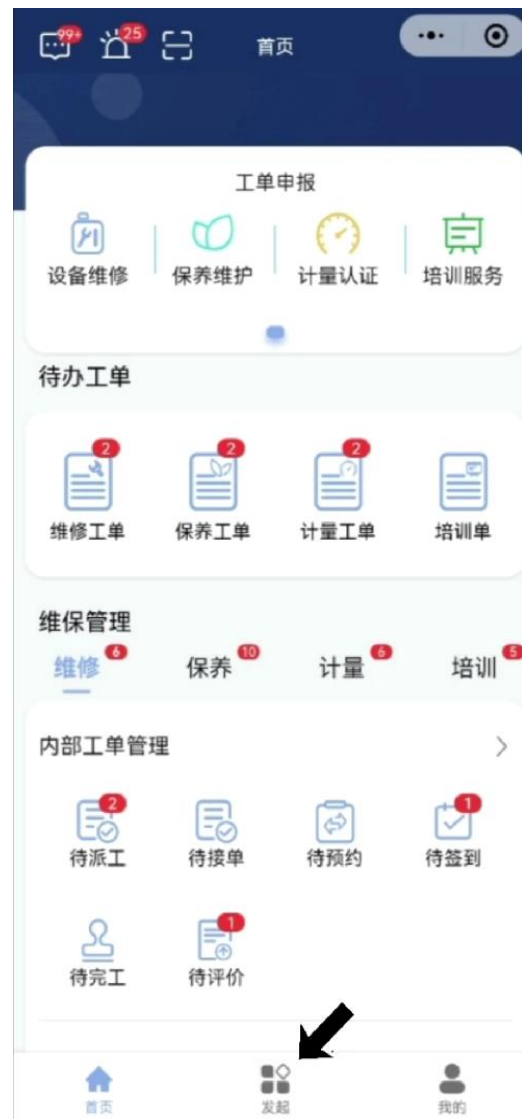 99+
25
首页
工单申报
设备维修 保养维护 计量认证 培训服务
待办工单
2 2 2
维修工单 保养工单 计量工单 培训单
维保管理
维修 6 保养 10 计量 6 培训 5
内部工单管理
2 1
待派工 待接单 待预约 待签到
1
待完工 待评价
首页 发起 我的